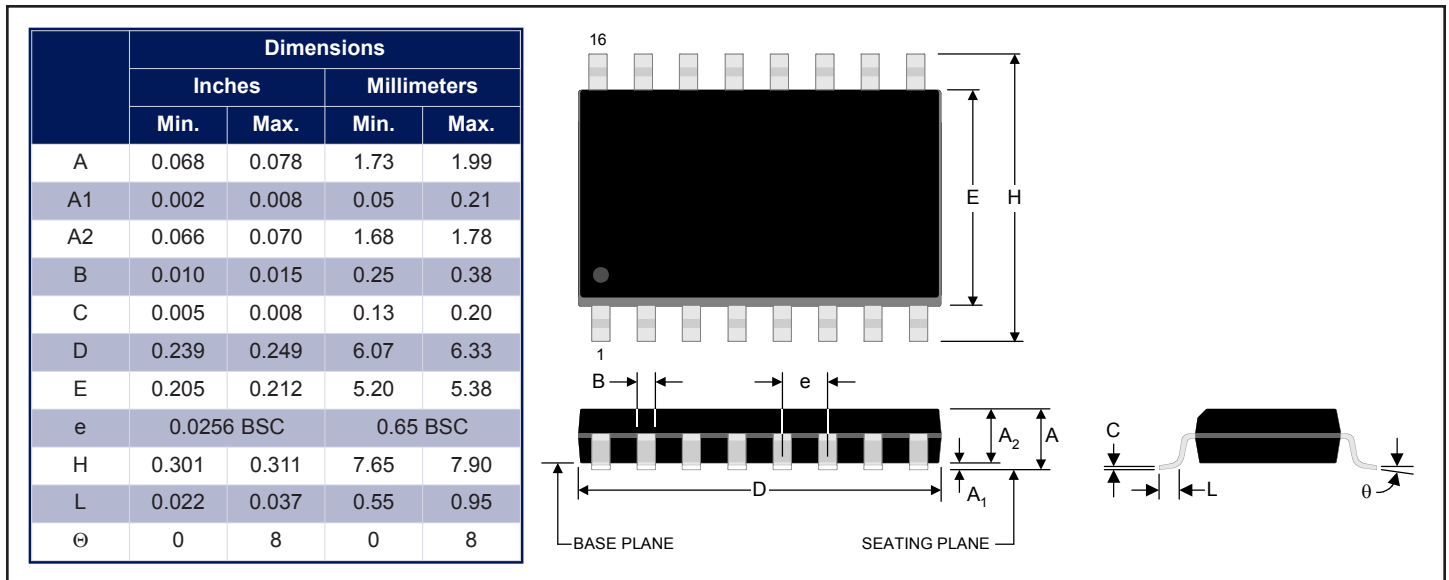 Dimensions
Inches Millimeters
Min. Max. Min. Max.
A 0.068 0.078 1.73 1.99
A1 0.002 0.008 0.05 0.21
A2 0.066 0.070 1.68 1.78
B 0.010 0.015 0.25 0.38
C 0.005 0.008 0.13 0.20
D 0.239 0.249 6.07 6.33
E 0.205 0.212 5.20 5.38
e 0.0256 BSC 0.65 BSC
H 0.301 0.311 7.65 7.90
L 0.022 0.037 0.55 0.95
Θ 0 8 0 8
16
E
H
1
B
e
A₂
A
D
A₁
BASE PLANE
SEATING PLANE
C
L
θ